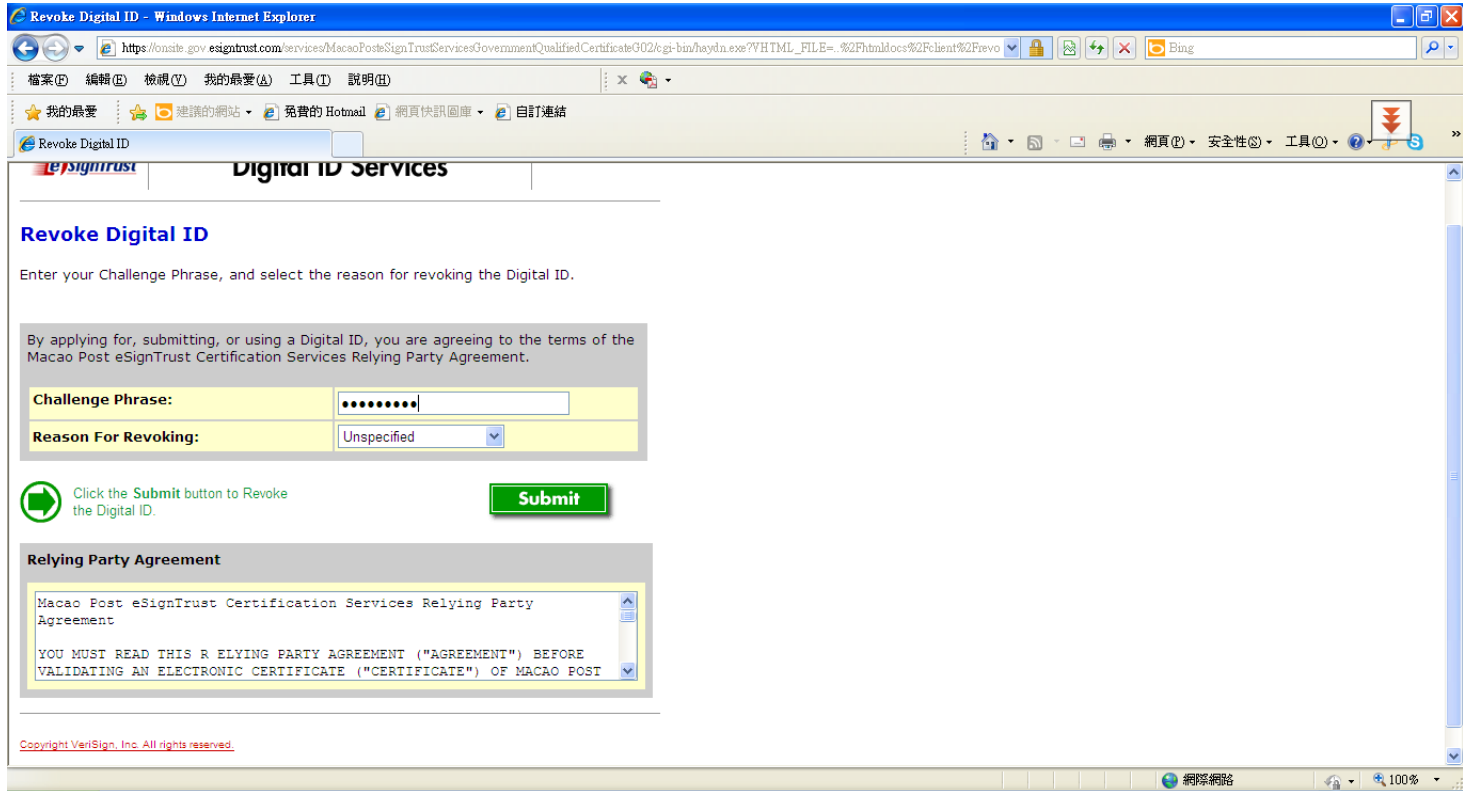 Revoke Digital ID - Windows Internet Explorer
https://onsite.gov.esigntrust.com/services/MacaoPosteSignTrustServicesGovernmentQualifiedCertificateG02/cgi-bin/haydn.exe?VHTML_FILE=..%2Fhtmldocs%2Fclient%2Frevo
Bing
檔案(F) 編輯(E) 檢視(V) 我的最愛(A) 工具(T) 說明(H)
x
我的最愛 建議的網站 免費的 Hotmail 網頁快訊圖庫 自訂連結
Revoke Digital ID 網頁(P) 安全性(S) 工具(O) »
(e)SignTrust Digital ID Services
Revoke Digital ID
Enter your Challenge Phrase, and select the reason for revoking the Digital ID.
By applying for, submitting, or using a Digital ID, you are agreeing to the terms of the
Macao Post eSignTrust Certification Services Relying Party Agreement.
Challenge Phrase: •••••••••
Reason For Revoking: Unspecified
Click the Submit button to Revoke
the Digital ID.
Submit
Relying Party Agreement
Macao Post eSignTrust Certification Services Relying Party
Agreement
YOU MUST READ THIS R ELYING PARTY AGREEMENT ("AGREEMENT") BEFORE
VALIDATING AN ELECTRONIC CERTIFICATE ("CERTIFICATE") OF MACAO POST
Copyright VeriSign, Inc. All rights reserved.
網際網路 100%